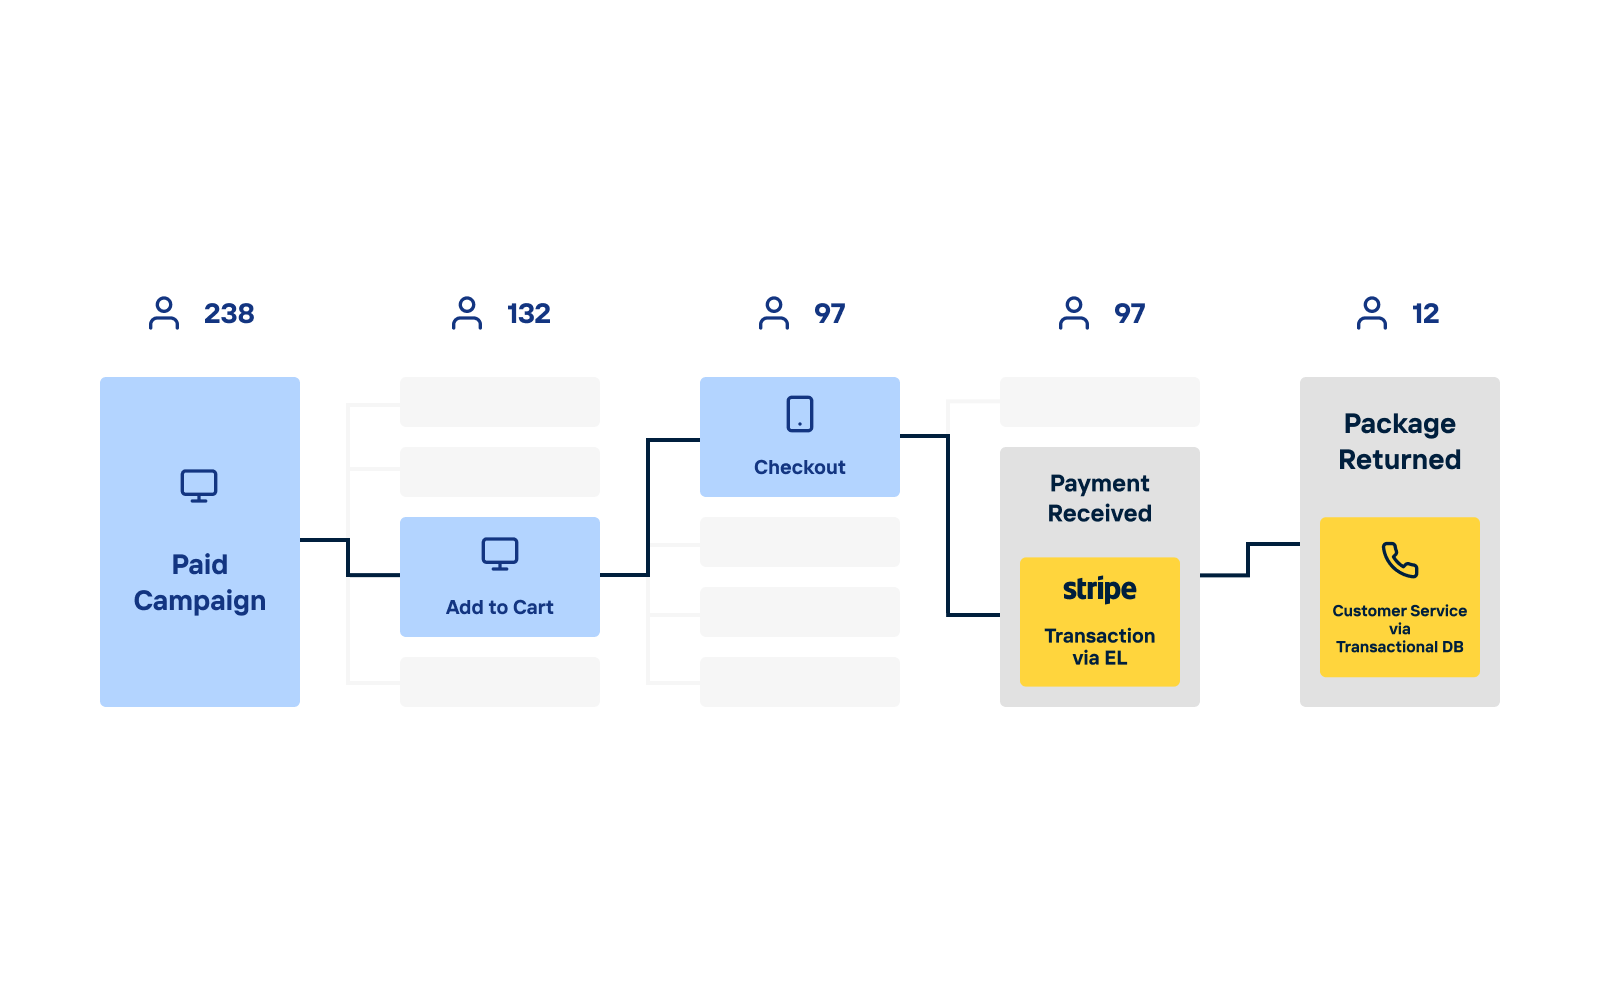 238
132
97
97
12
Paid
Campaign
Add to Cart
Checkout
Payment
Received
stripe
Transaction
via EL
Package
Returned
Customer Service
via
Transactional DB